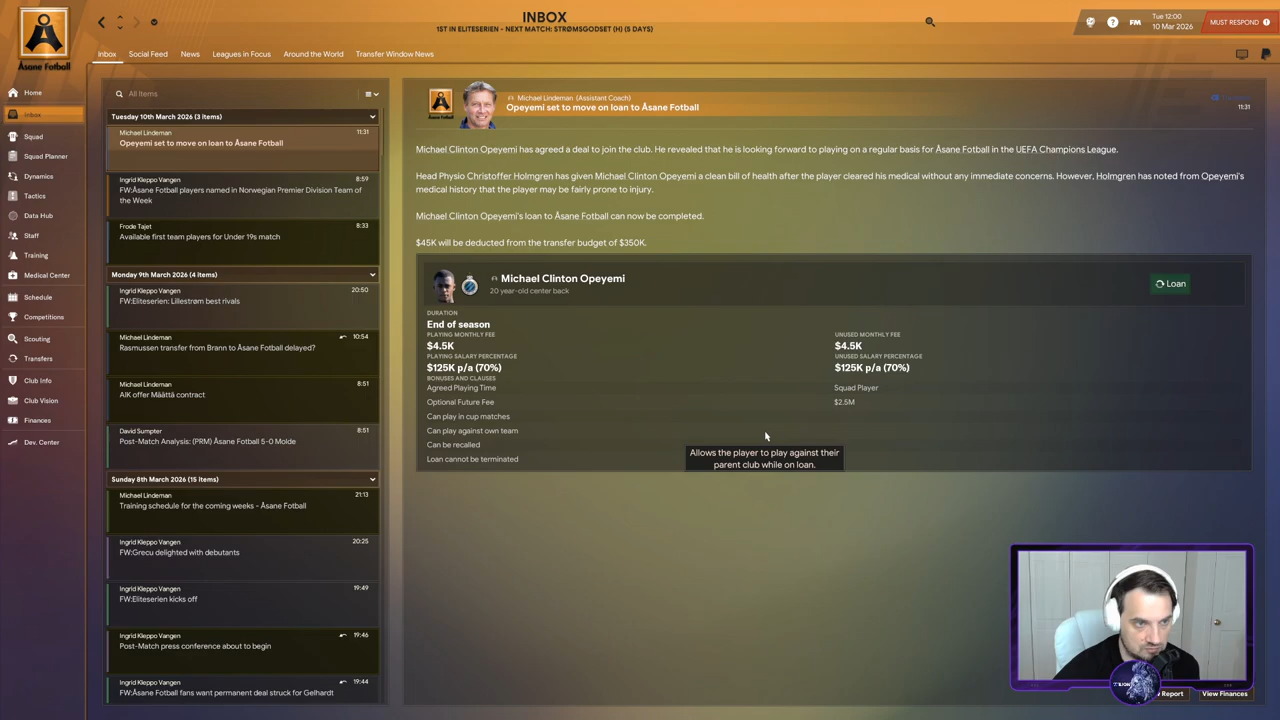 INBOX
1ST IN ELITESERIEN - NEXT MATCH: STRØMSGODSET (H) (5 DAYS)
FM
Tue 12:00
10 Mar 2026
MUST RESPOND
Åsane Fotball
Inbox
Social Feed
News
Leagues in Focus
Around the World
Transfer Window News
Home
Inbox
Squad
Squad Planner
Dynamics
Tactics
Data Hub
Staff
Training
Medical Center
Schedule
Competitions
Scouting
Transfers
Club Info
Club Vision
Finances
Dev. Center
All Items
Tuesday 10th March 2026 (3 items)
Michael Lindeman
11:31
Opeyemi set to move on loan to Åsane Fotball
Ingrid Kleppo Vangen
8:59
FW:Åsane Fotball players named in Norwegian Premier Division Team of
the Week
Frode Tajet
8:33
Available first team players for Under 19s match
Monday 9th March 2026 (4 items)
Ingrid Kleppo Vangen
20:50
FW:Eliteserien: Lillestrøm best rivals
Michael Lindeman
10:54
Rasmussen transfer from Brann to Åsane Fotball delayed?
Michael Lindeman
8:51
AIK offer Määttä contract
David Sumpter
8:51
Post-Match Analysis: (PRM) Åsane Fotball 5-0 Molde
Sunday 8th March 2026 (15 items)
Michael Lindeman
21:13
Training schedule for the coming weeks - Åsane Fotball
Ingrid Kleppo Vangen
20:25
FW:Grecu delighted with debutants
Ingrid Kleppo Vangen
19:49
FW:Eliteserien kicks off
Ingrid Kleppo Vangen
19:46
Post-Match press conference about to begin
Ingrid Kleppo Vangen
19:44
FW:Åsane Fotball fans want permanent deal struck for Gelhardt
Michael Lindeman (Assistant Coach)
Opeyemi set to move on loan to Åsane Fotball
11:31
Michael Clinton Opeyemi has agreed a deal to join the club. He revealed that he is looking forward to playing on a regular basis for Åsane Fotball in the UEFA Champions League.
Head Physio Christoffer Holmgren has given Michael Clinton Opeyemi a clean bill of health after the player cleared his medical without any immediate concerns. However, Holmgren has noted from Opeyemi's
medical history that the player may be fairly prone to injury.
Michael Clinton Opeyemi's loan to Åsane Fotball can now be completed.
$45K will be deducted from the transfer budget of $350K.
Michael Clinton Opeyemi
20 year-old center back
Loan
DURATION
End of season
PLAYING MONTHLY FEE
UNUSED MONTHLY FEE
$4.5K
$4.5K
PLAYING SALARY PERCENTAGE
UNUSED SALARY PERCENTAGE
$125K p/a (70%)
$125K p/a (70%)
BONUSES AND CLAUSES
Agreed Playing Time
Squad Player
Optional Future Fee
$2.5M
Can play in cup matches
Can play against own team
Can be recalled
Loan cannot be terminated
Allows the player to play against their
parent club while on loan.
Report
View Finances